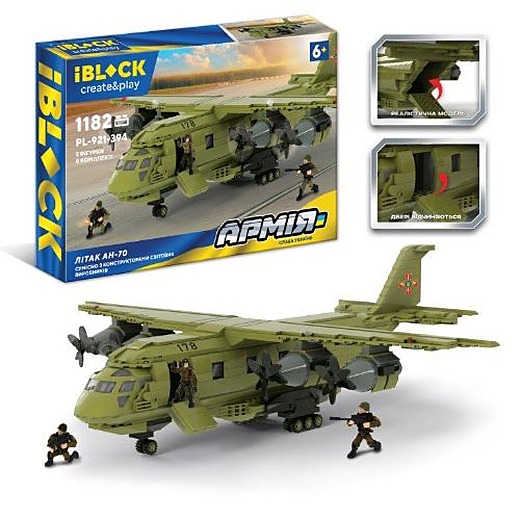 iBLOCK
iBLOCK
create&play
6+
1182
PL-921-394
3 ФІГУРКИ
В КОМПЛЕКТІ
178
АРМІЯ
СЛАВА УКРАЇНІ!
ЛІТАК АН-70
СУМІСНО З КОНСТРУКТОРАМИ СВІТОВИХ
ВИРОБНИКІВ
РЕАЛІСТИЧНА МОДЕЛЬ
ДВЕРІ ВІДЧИНЯЮТЬСЯ
178